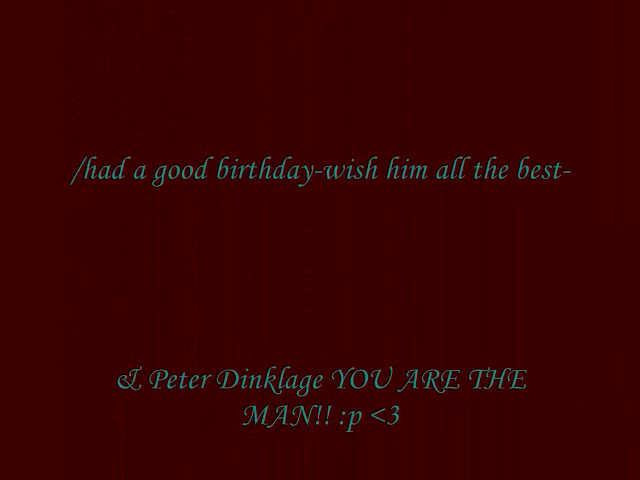 /had a good birthday-wish him all the best-
& Peter Dinklage YOU ARE THE
MAN!! :p <3